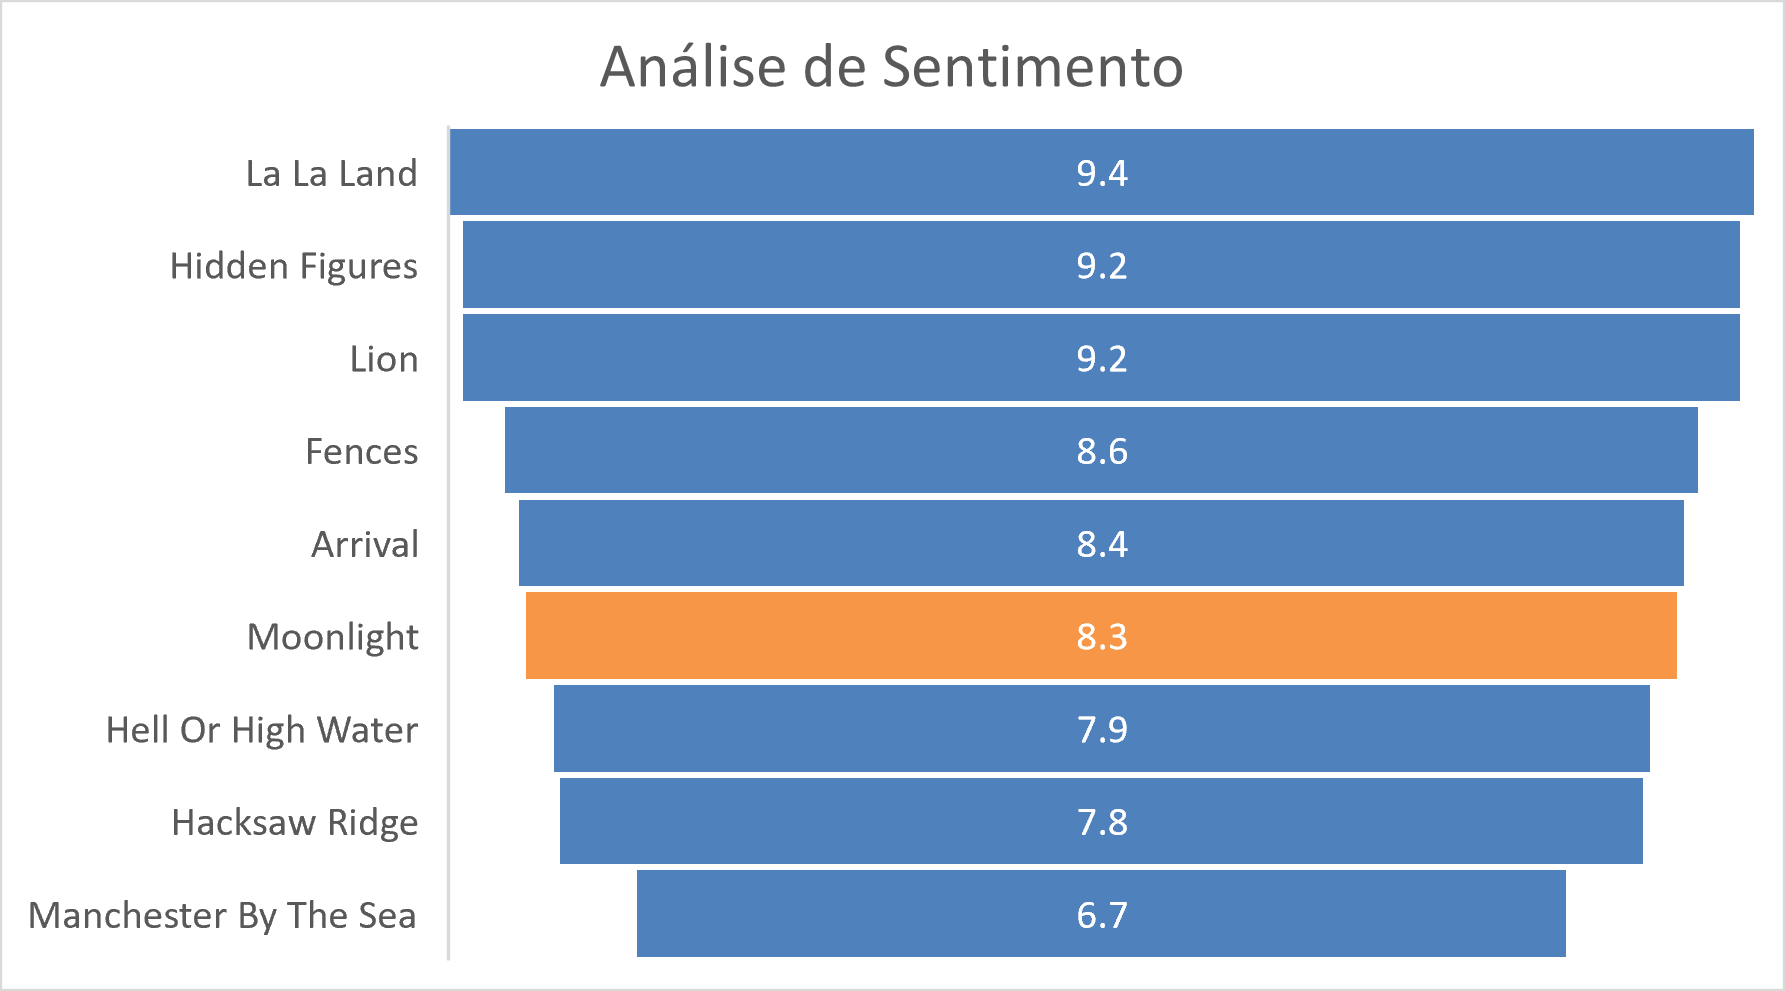 Análise de Sentimento
La La Land 9.4
Hidden Figures 9.2
Lion 9.2
Fences 8.6
Arrival 8.4
Moonlight 8.3
Hell Or High Water 7.9
Hacksaw Ridge 7.8
Manchester By The Sea 6.7